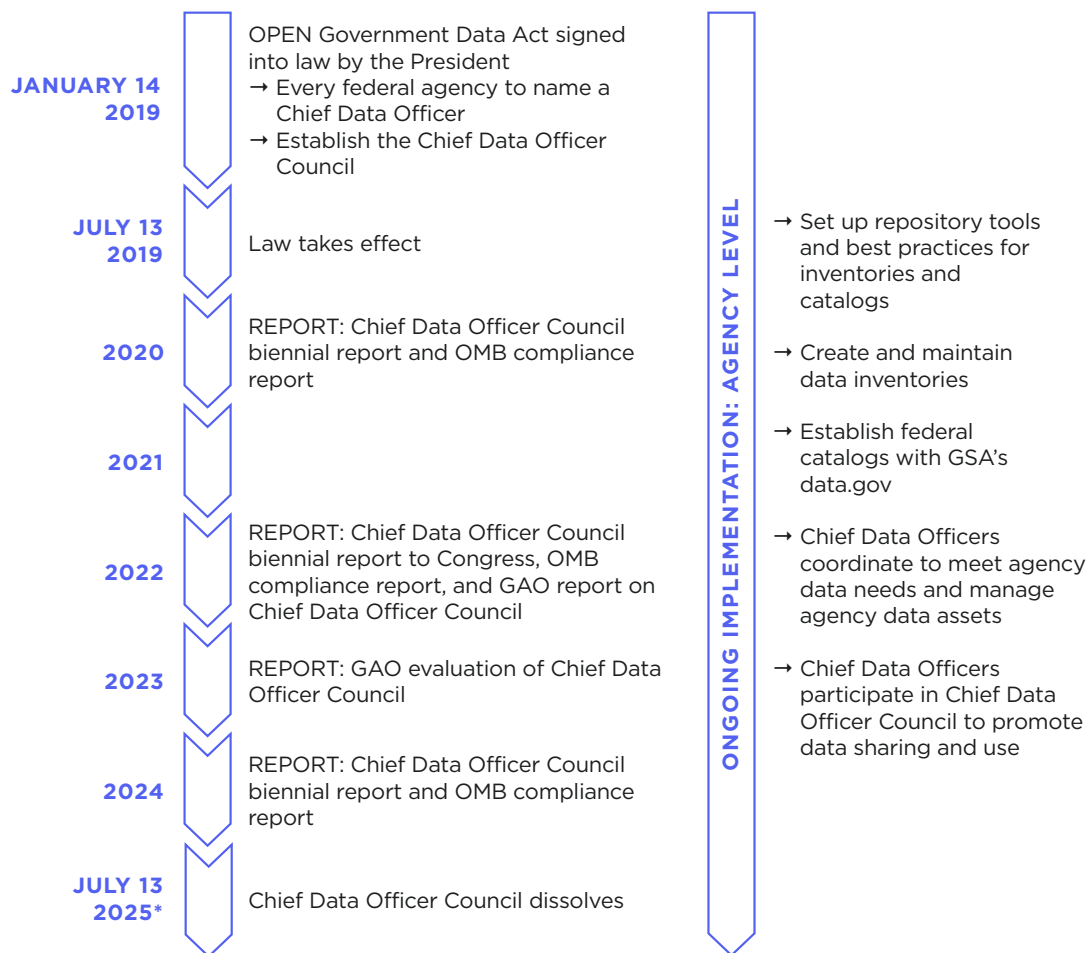 JANUARY 14
2019
OPEN Government Data Act signed
into law by the President
→ Every federal agency to name a
Chief Data Officer
→ Establish the Chief Data Officer
Council
JULY 13
2019
Law takes effect
2020
REPORT: Chief Data Officer Council
biennial report and OMB compliance
report
2021
2022
REPORT: Chief Data Officer Council
biennial report to Congress, OMB
compliance report, and GAO report on
Chief Data Officer Council
2023
REPORT: GAO evaluation of Chief Data
Officer Council
2024
REPORT: Chief Data Officer Council
biennial report and OMB compliance
report
JULY 13
2025*
Chief Data Officer Council dissolves
ONGOING IMPLEMENTATION: AGENCY LEVEL
→ Set up repository tools
and best practices for
inventories and
catalogs
→ Create and maintain
data inventories
→ Establish federal
catalogs with GSA's
data.gov
→ Chief Data Officers
coordinate to meet agency
data needs and manage
agency data assets
→ Chief Data Officers
participate in Chief Data
Officer Council to promote
data sharing and use